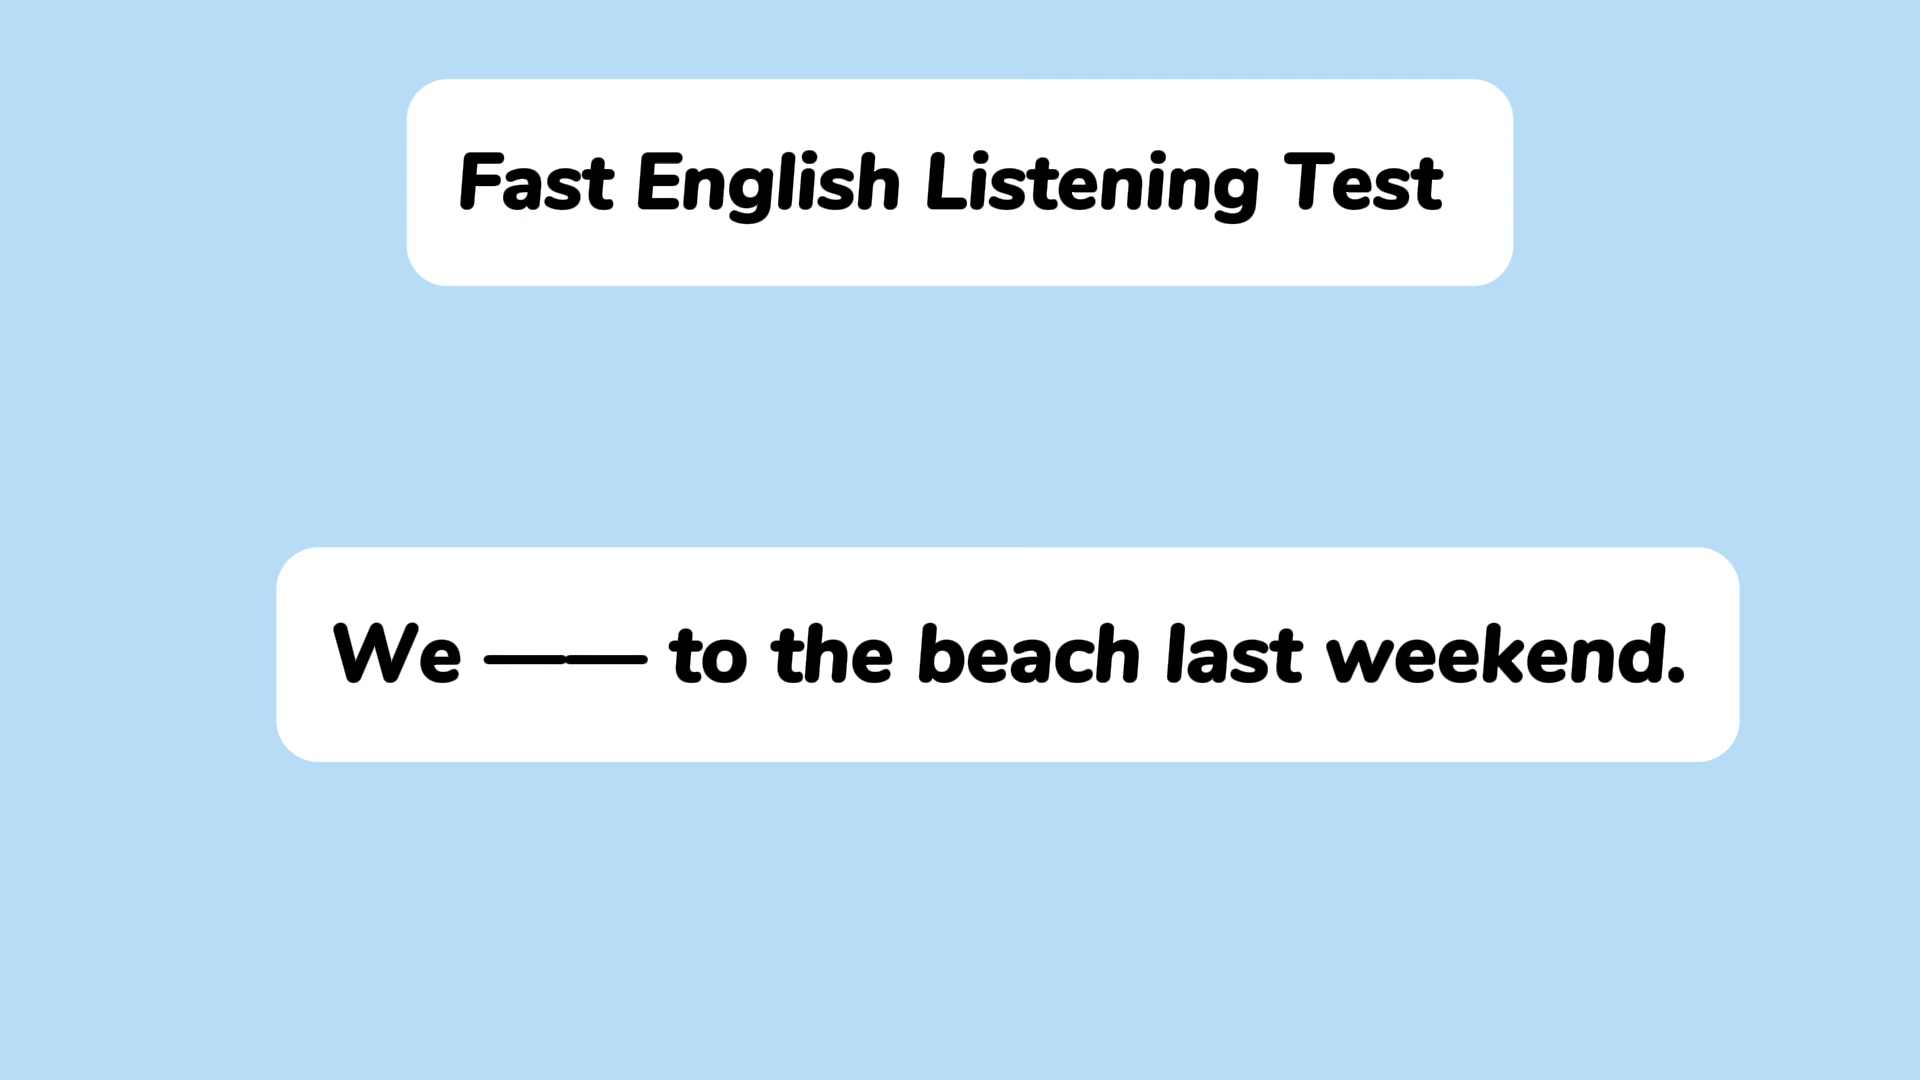 Fast English Listening Test
We —— to the beach last weekend.